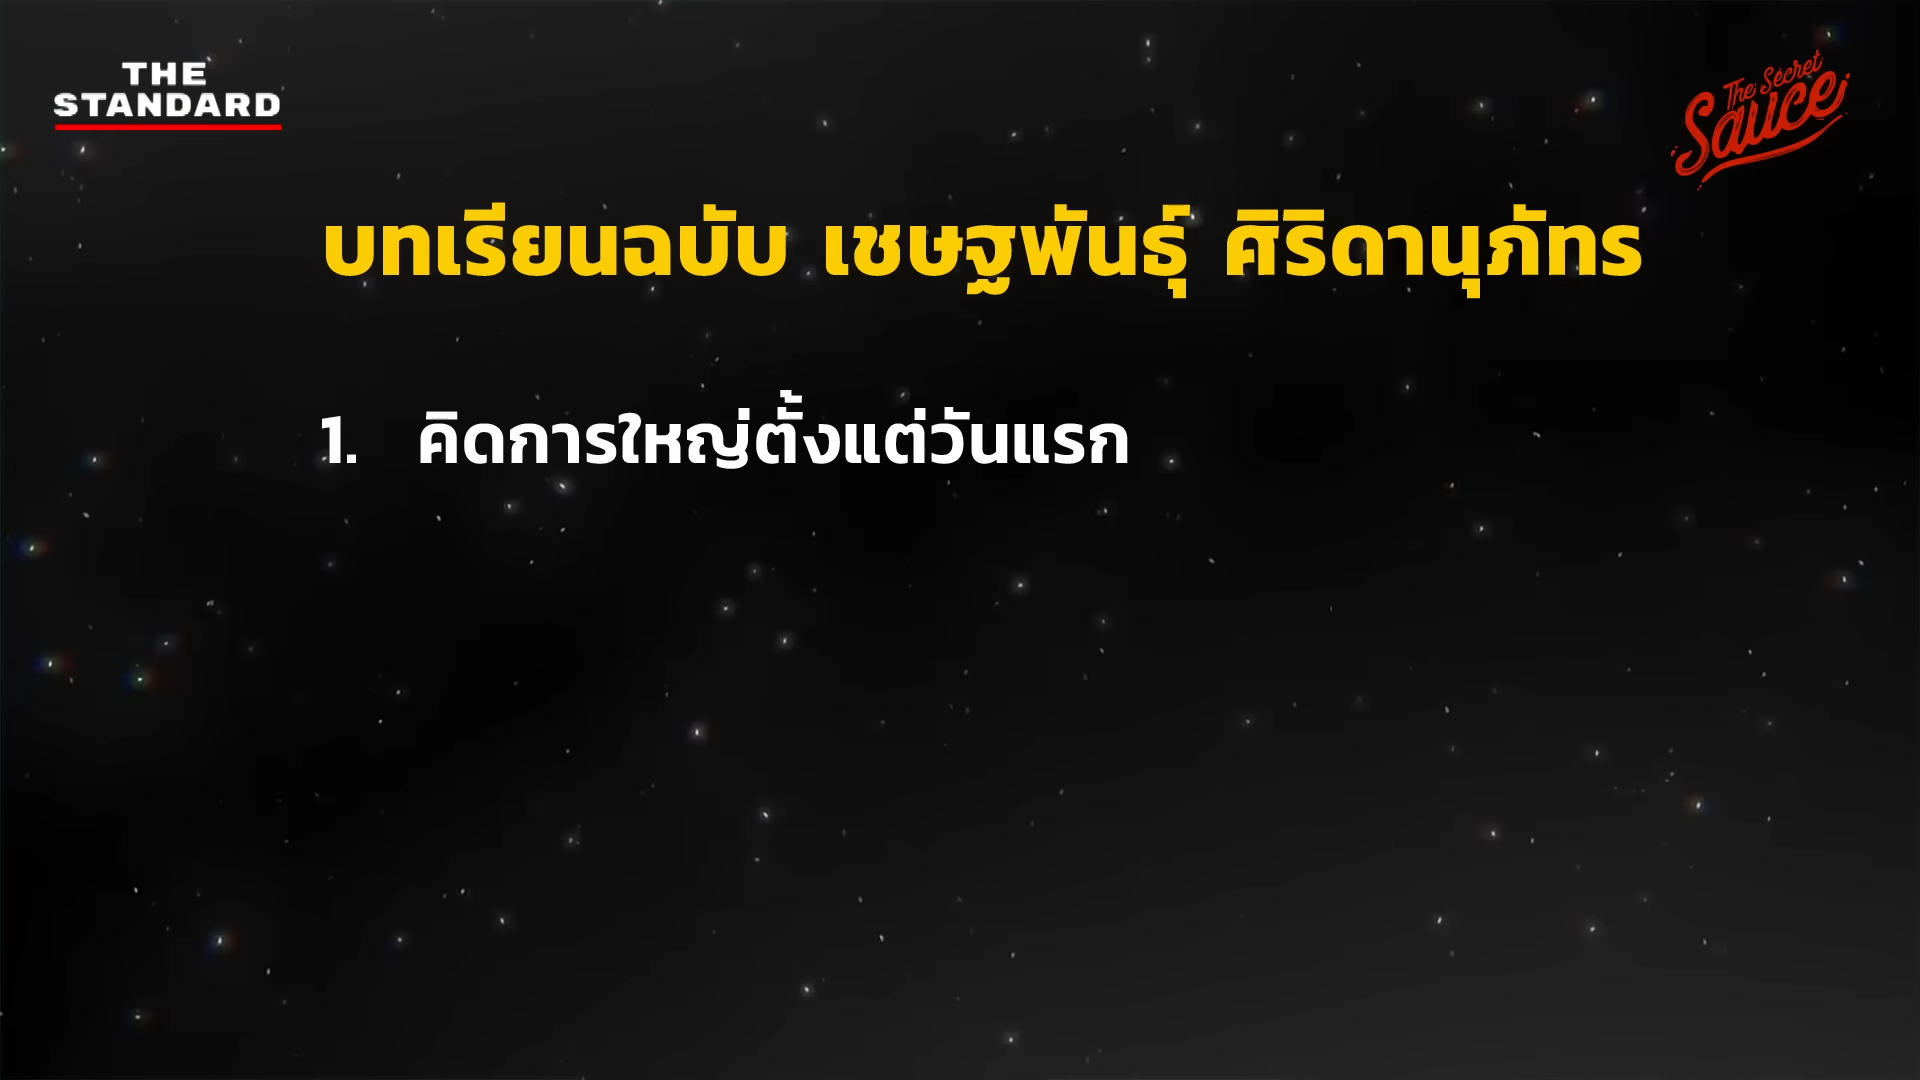 THE
STANDARD
The Secret
Sauce
บทเรียนฉบับ เชษฐพันธุ์ ศิริดานุภัทร
1. คิดการใหญ่ตั้งแต่วันแรก